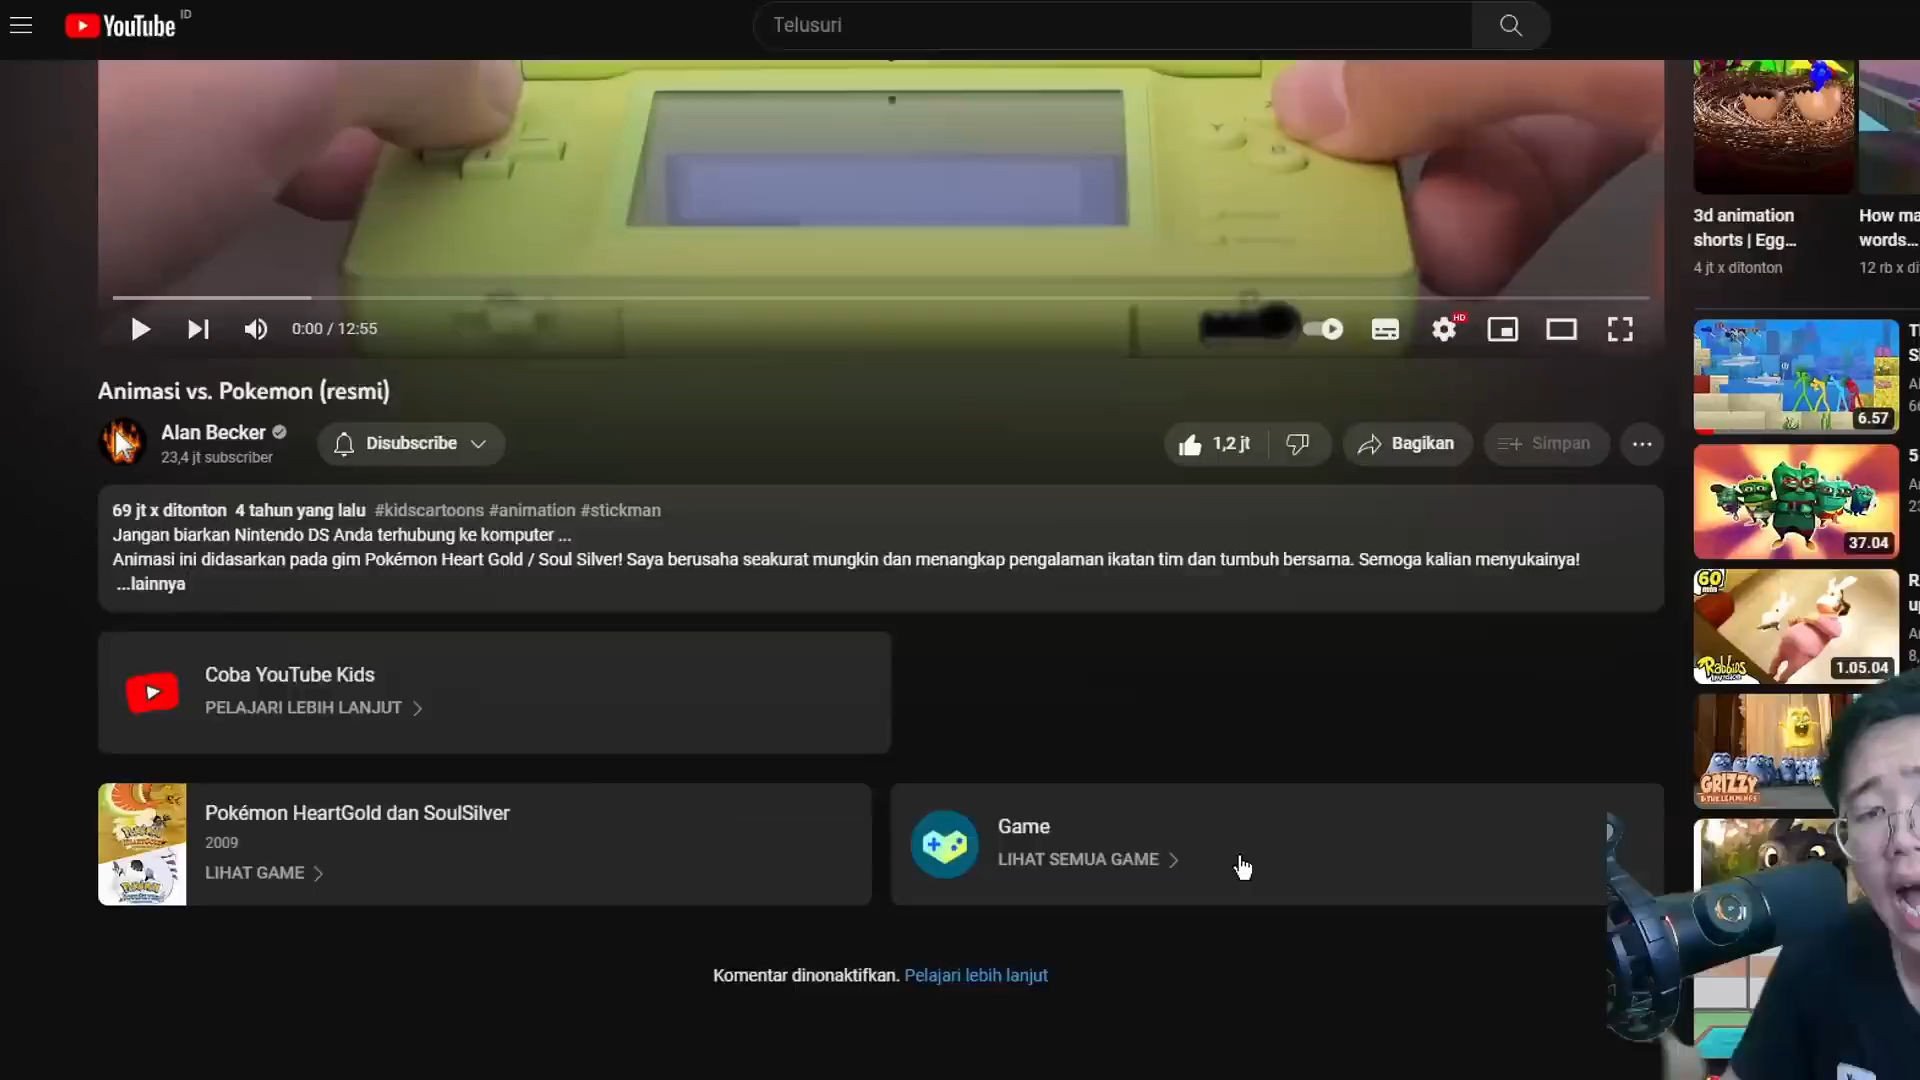 YouTube ID
Telusuri
3d animation
shorts | Egg...
4 jt x ditonton
How ma
words...
12 rb x di
0:00 / 12:55
HD
6.57
Animasi vs. Pokemon (resmi)
Alan Becker
23,4 jt subscriber
Disubscribe
1,2 jt
Bagikan
Simpan
69 jt x ditonton 4 tahun yang lalu #kidscartoons #animation #stickman
Jangan biarkan Nintendo DS Anda terhubung ke komputer ...
Animasi ini didasarkan pada gim Pokémon Heart Gold / Soul Silver! Saya berusaha seakurat mungkin dan menangkap pengalaman ikatan tim dan tumbuh bersama. Semoga kalian menyukainya!
...lainnya
37.04
60
min
Rabbids
Invasion
1.05.04
Coba YouTube Kids
PELAJARI LEBIH LANJUT
GRIZZY
& THE LEMMINGS
Pokémon HeartGold dan SoulSilver
2009
LIHAT GAME
Game
LIHAT SEMUA GAME
Komentar dinonaktifkan. Pelajari lebih lanjut